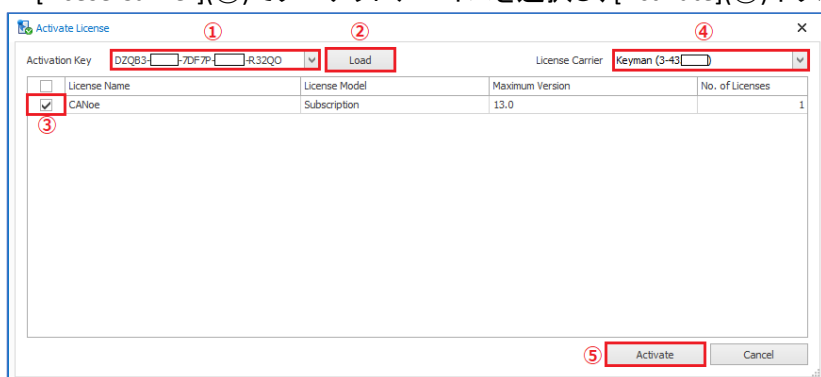 Activate License ① ② ④
Activation Key DZQB3- -7DF7P- -R32QO Load License Carrier Keyman (3-43 )
License Name License Model Maximum Version No. of Licenses
CANoe Subscription 13.0 1
③
⑤ Activate Cancel